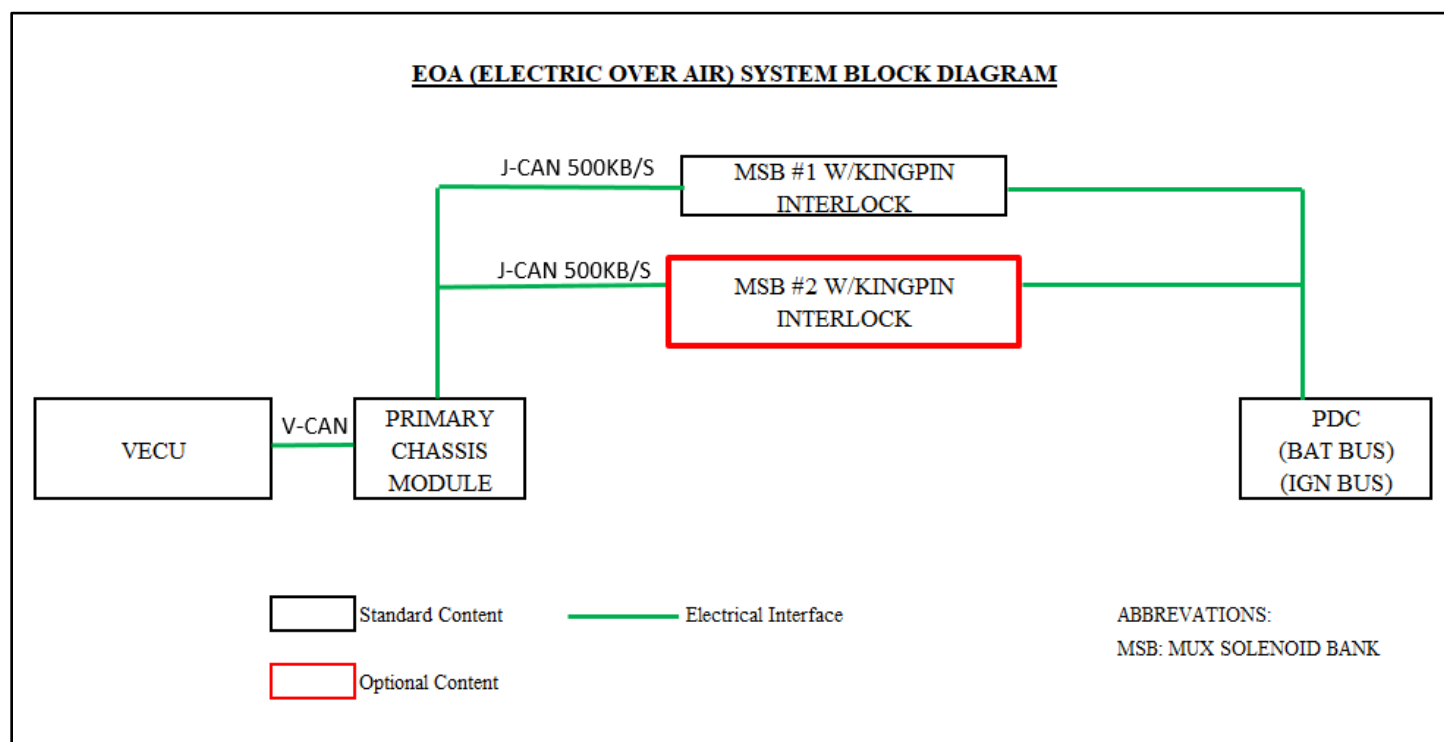 EOA (ELECTRIC OVER AIR) SYSTEM BLOCK DIAGRAM
J-CAN 500KB/S
MSB #1 W/KINGPIN
INTERLOCK
J-CAN 500KB/S
MSB #2 W/KINGPIN
INTERLOCK
VECU
V-CAN
PRIMARY
CHASSIS
MODULE
PDC
(BAT BUS)
(IGN BUS)
Standard Content
Electrical Interface
ABBREVATIONS:
MSB: MUX SOLENOID BANK
Optional Content